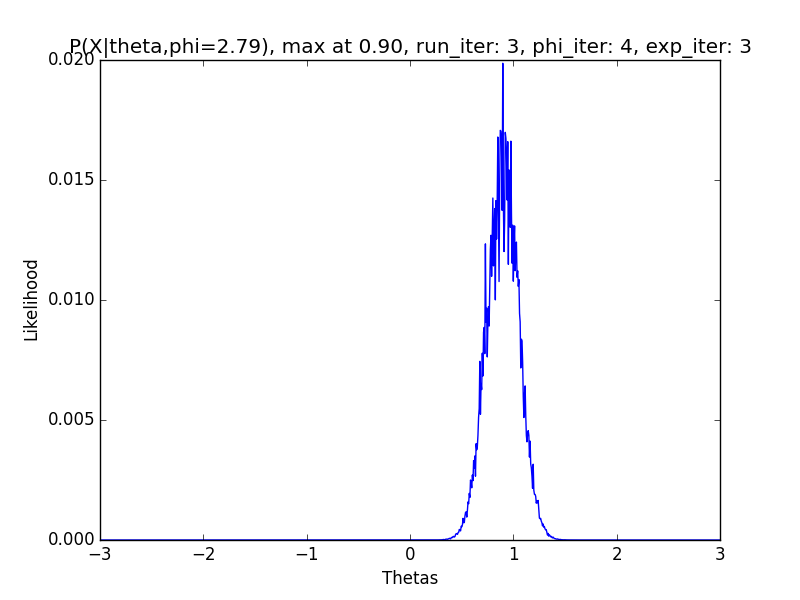 P(X|theta,phi=2.79), max at 0.90, run_iter: 3, phi_iter: 4, exp_iter: 3
0.020
0.015
0.010
0.005
0.000
Likelihood
−3 −2 −1 0 1 2 3
Thetas